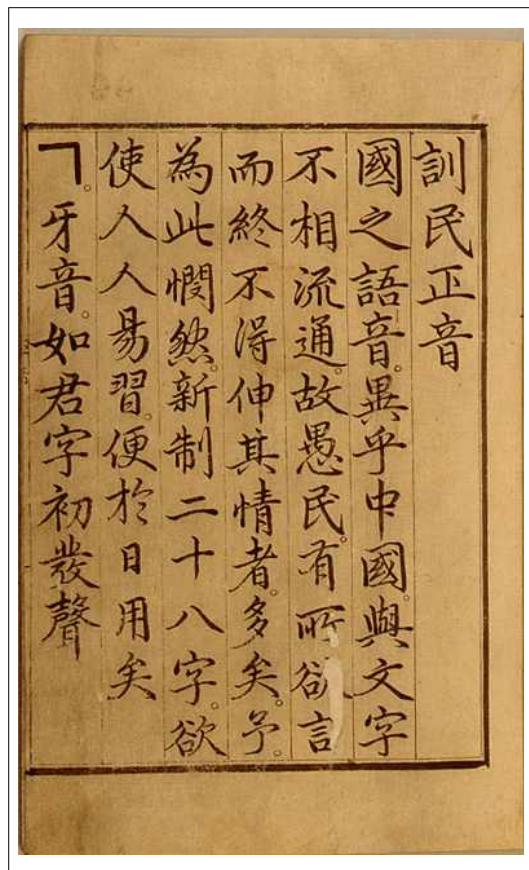 訓民正音
國之語音。異乎中國。與文字
不相流通。故愚民。有所欲言
而終不得伸其情者。多矣。予。
為此憫然。新制二十八字。欲
使人人易習。便於日用矣
ㄱ。牙音。如君字初發聲